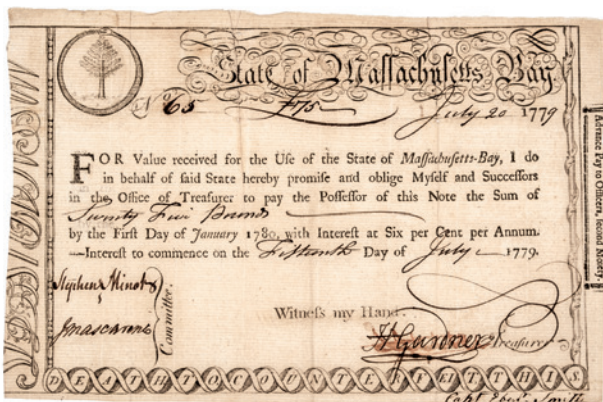 State of Maſſachuſetts Bay
No 65 £75 July 20 1779
FOR Value received for the Uſe of the State of Maſſachuſetts-Bay, I do
in behalf of ſaid State hereby promiſe and oblige Myſelf and Succeſſors
in the Office of Treaſurer to pay the Poſſeſſor of this Note the Sum of
Five Pounds
by the Firſt Day of January 1780, with Intereſt at Six per Cent per Annum.
—Intereſt to commence on the Fifteenth Day of July 1779.
Stephen Minot
Committee.
Witneſs my Hand.
J Mascarene
H Gardner Treaſurer
DEATH TO COUNTERFEIT THIS
Capt Ebenr Smith
Advance Pay to Officers, ſecond Moiety.